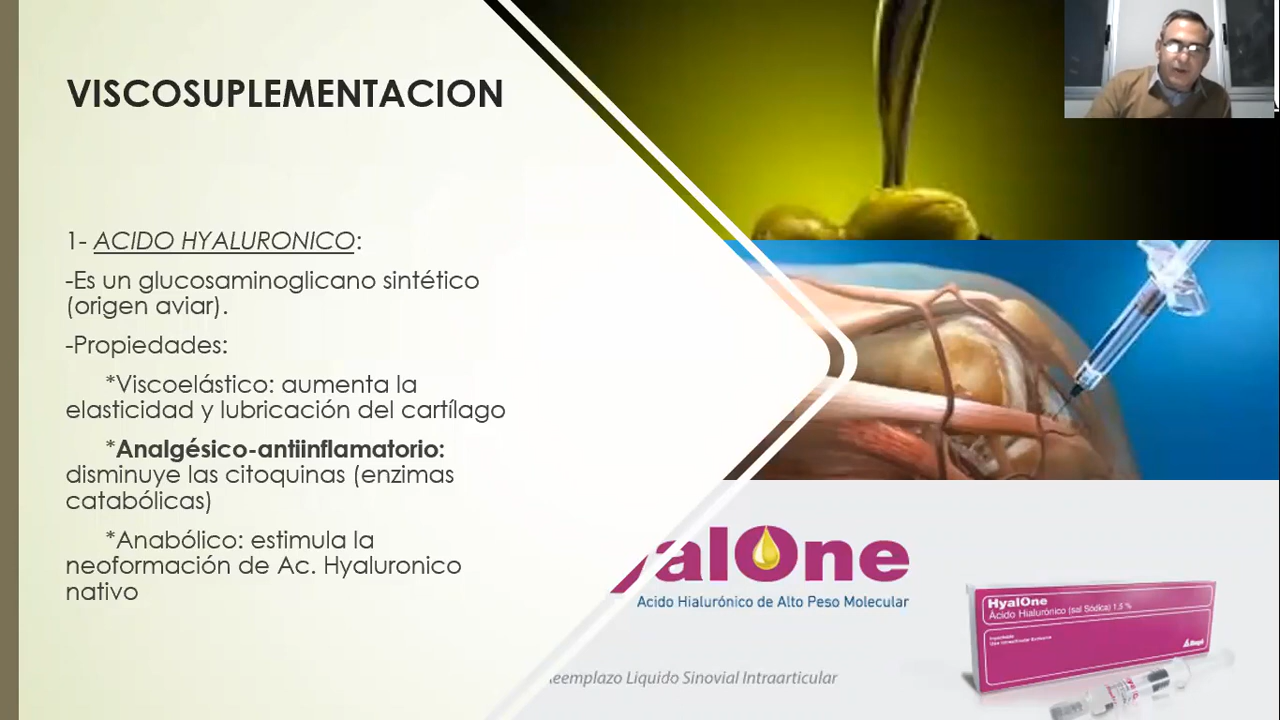 VISCOSUPLEMENTACION
1- ACIDO HYALURONICO:
-Es un glucosaminoglicano sintético
(origen aviar).
-Propiedades:
*Viscoelástico: aumenta la
elasticidad y lubricación del cartílago
*Analgésico-antiinflamatorio:
disminuye las citoquinas (enzimas
catabólicas)
*Anabólico: estimula la
neoformación de Ac. Hyaluronico
nativo
yalOne
Acido Hialurónico de Alto Peso Molecular
HyalOne
Ácido Hialurónico (sal Sódica) 1,5 %
eemplazo Liquido Sinovial Intraarticular